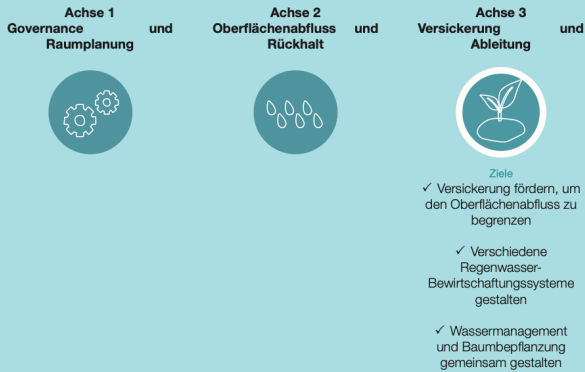 Achse 1
Governance und
Raumplanung
Achse 2
Oberflächenabfluss und
Rückhalt
Achse 3
Versickerung und
Ableitung
Ziele
✓ Versickerung fördern, um
den Oberflächenabfluss zu
begrenzen
✓ Verschiedene
Regenwasser-
Bewirtschaftungssysteme
gestalten
✓ Wassermanagement
und Baumbepflanzung
gemeinsam gestalten